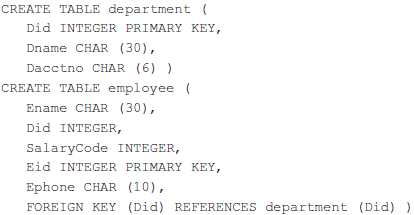 CREATE TABLE department (
Did INTEGER PRIMARY KEY,
Dname CHAR (30),
Dacctno CHAR (6) )
CREATE TABLE employee (
Ename CHAR (30),
Did INTEGER,
SalaryCode INTEGER,
Eid INTEGER PRIMARY KEY,
Ephone CHAR (10),
FOREIGN KEY (Did) REFERENCES department (Did) )